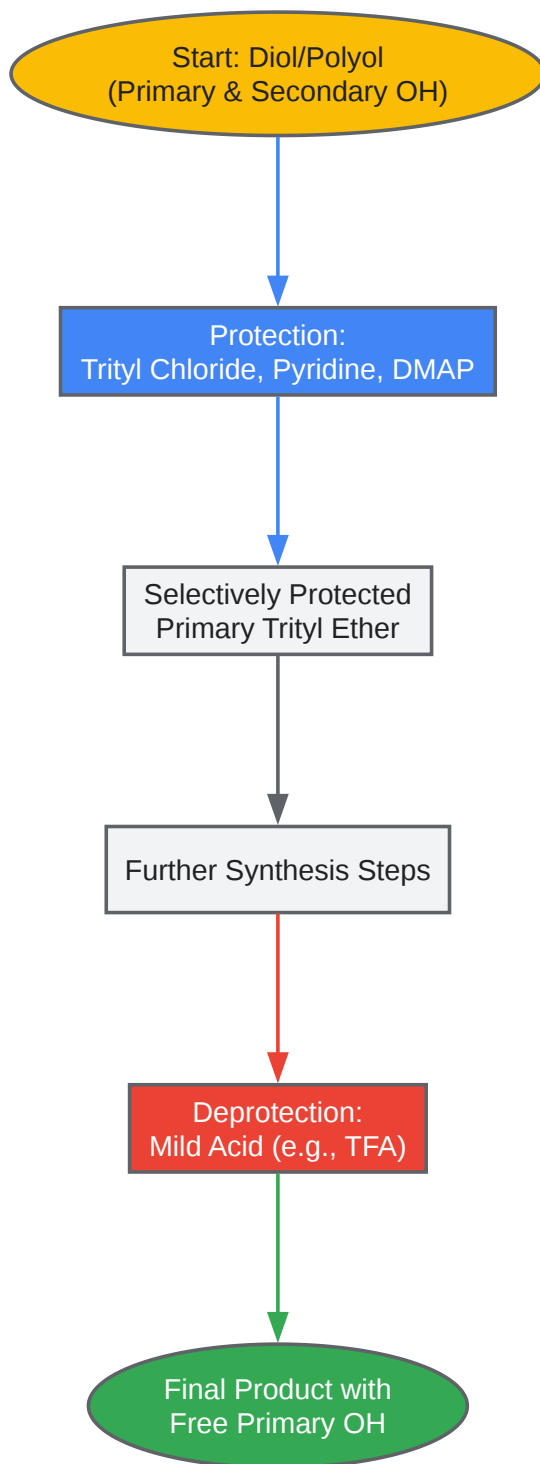 Start: Diol/Polyol
(Primary & Secondary OH)
Protection:
Trityl Chloride, Pyridine, DMAP
Selectively Protected
Primary Trityl Ether
Further Synthesis Steps
Deprotection:
Mild Acid (e.g., TFA)
Final Product with
Free Primary OH